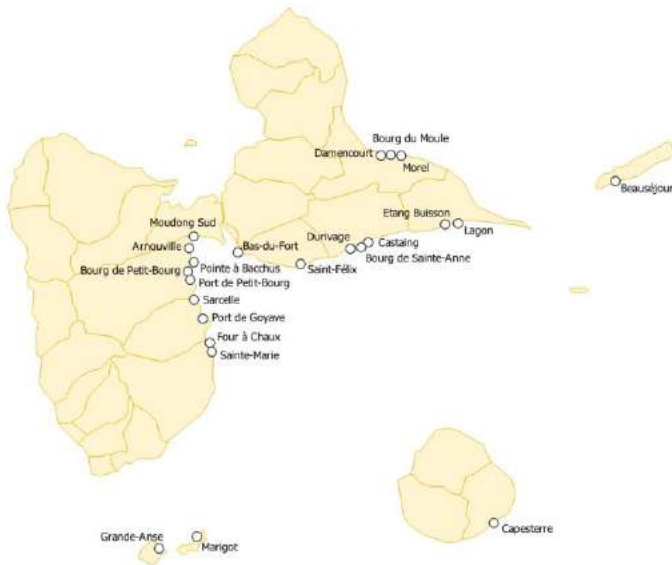 Bourg du Moule
Damencourt
Morel
Beauséjour
Etang Buisson
Lagon
Moudong Sud
Durivage
Castaing
Arnouville
Bas-du-Fort
Bourg de Sainte-Anne
Saint-Félix
Bourg de Petit-Bourg
Pointe à Bacchus
Port de Petit-Bourg
Sarcelle
Port de Goyave
Four à Chaux
Sainte-Marie
Capesterre
Grande-Anse
Marigot